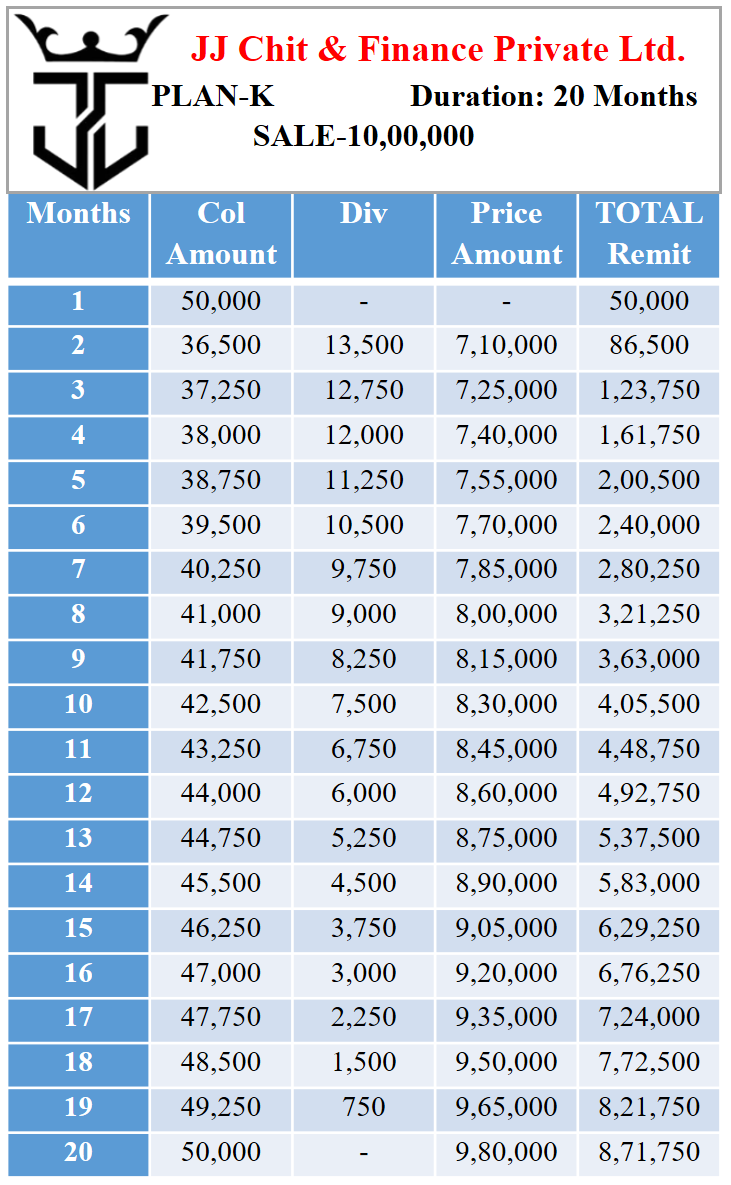 JJ Chit & Finance Private Ltd.
PLAN-K Duration: 20 Months
SALE-10,00,000
Months Col Amount Div Price Amount TOTAL Remit
1 50,000 - - 50,000
2 36,500 13,500 7,10,000 86,500
3 37,250 12,750 7,25,000 1,23,750
4 38,000 12,000 7,40,000 1,61,750
5 38,750 11,250 7,55,000 2,00,500
6 39,500 10,500 7,70,000 2,40,000
7 40,250 9,750 7,85,000 2,80,250
8 41,000 9,000 8,00,000 3,21,250
9 41,750 8,250 8,15,000 3,63,000
10 42,500 7,500 8,30,000 4,05,500
11 43,250 6,750 8,45,000 4,48,750
12 44,000 6,000 8,60,000 4,92,750
13 44,750 5,250 8,75,000 5,37,500
14 45,500 4,500 8,90,000 5,83,000
15 46,250 3,750 9,05,000 6,29,250
16 47,000 3,000 9,20,000 6,76,250
17 47,750 2,250 9,35,000 7,24,000
18 48,500 1,500 9,50,000 7,72,500
19 49,250 750 9,65,000 8,21,750
20 50,000 - 9,80,000 8,71,750